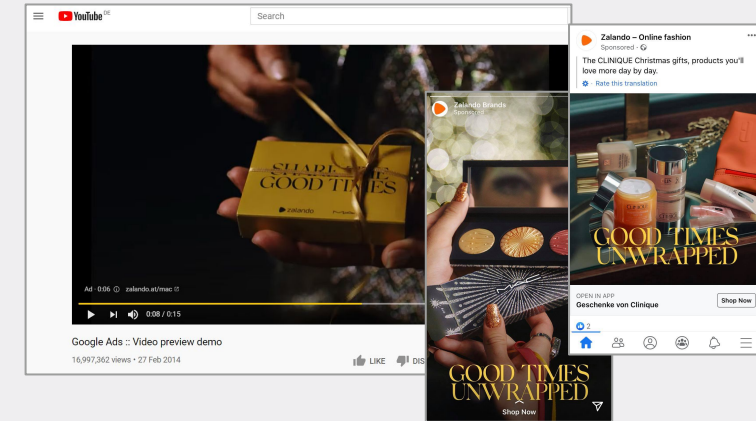 YouTube DE
Search
SHARE THE
GOOD TIMES
zalando
Ad · 0:06 zalando.at/mac
0:08 / 0:15
Google Ads :: Video preview demo
16,997,362 views • 27 Feb 2014
LIKE
DIS
Zalando Brands
Sponsored
MAC
GOOD TIMES
UNWRAPPED
Shop Now
Zalando – Online fashion
Sponsored ·
The CLINIQUE Christmas gifts, products you'll
love more day by day.
· Rate this translation
GOOD TIMES
UNWRAPPED
OPEN IN APP
Geschenke von Clinique
Shop Now
2